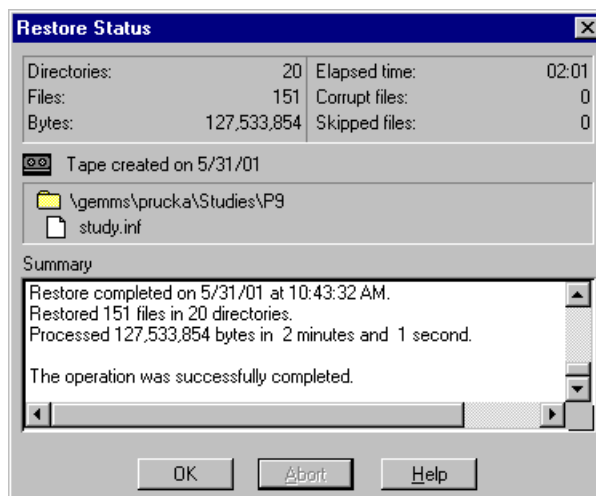 Restore Status
Directories: 20 Elapsed time: 02:01
Files: 151 Corrupt files: 0
Bytes: 127,533,854 Skipped files: 0
Tape created on 5/31/01
\gemms\prucka\Studies\P9
study.inf
Summary
Restore completed on 5/31/01 at 10:43:32 AM.
Restored 151 files in 20 directories.
Processed 127,533,854 bytes in 2 minutes and 1 second.
The operation was successfully completed.
OK Abort Help